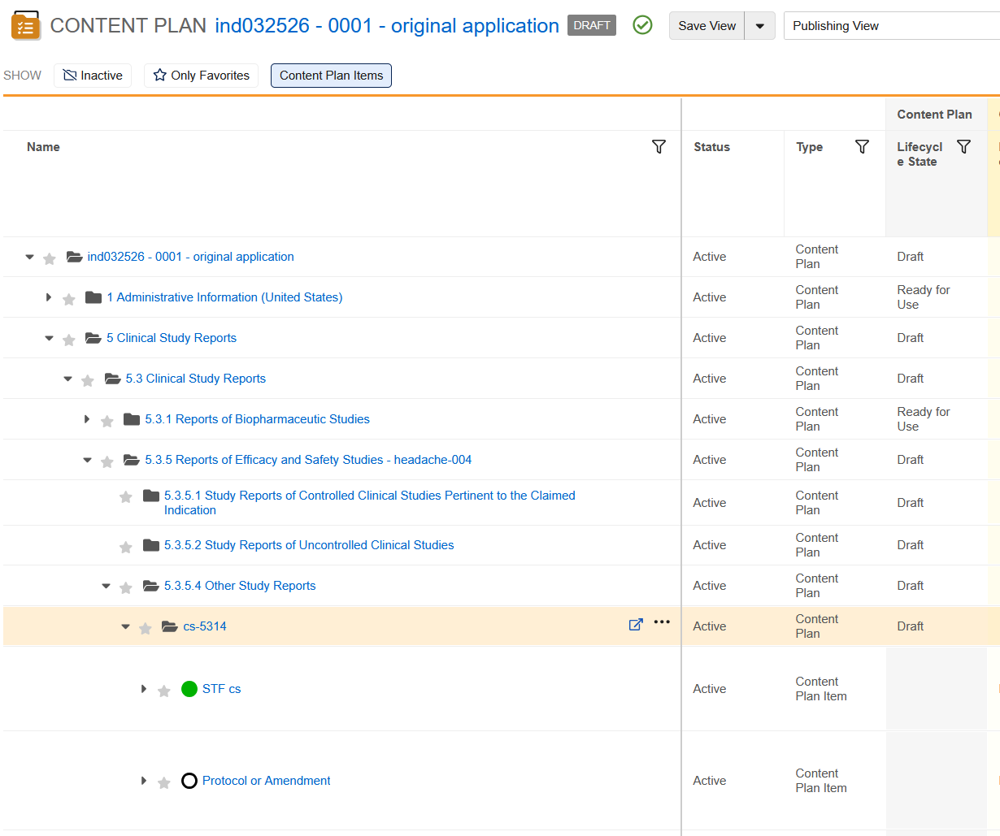 CONTENT PLAN ind032526 - 0001 - original application DRAFT Save View Publishing View
SHOW Inactive Only Favorites Content Plan Items
Content Plan
Name Status Type Lifecycl
e State
ind032526 - 0001 - original application Active Content
Plan Draft
1 Administrative Information (United States) Active Content
Plan Ready for
Use
5 Clinical Study Reports Active Content
Plan Draft
5.3 Clinical Study Reports Active Content
Plan Draft
5.3.1 Reports of Biopharmaceutic Studies Active Content
Plan Ready for
Use
5.3.5 Reports of Efficacy and Safety Studies - headache-004 Active Content
Plan Draft
5.3.5.1 Study Reports of Controlled Clinical Studies Pertinent to the Claimed
Indication Active Content
Plan Draft
5.3.5.2 Study Reports of Uncontrolled Clinical Studies Active Content
Plan Draft
5.3.5.4 Other Study Reports Active Content
Plan Draft
cs-5314 Active Content
Plan Draft
STF cs Active Content
Plan Item
Protocol or Amendment Active Content
Plan Item